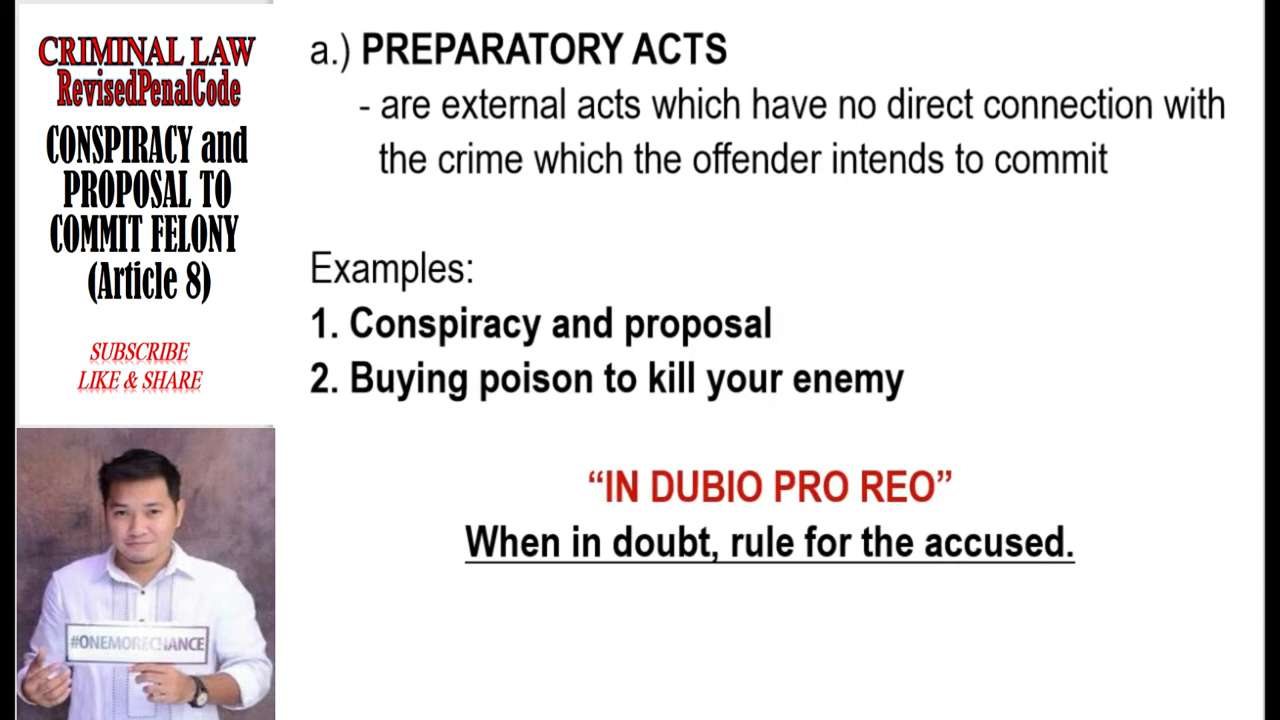 CRIMINAL LAW
RevisedPenalCode
CONSPIRACY and
PROPOSAL TO
COMMIT FELONY
(Article 8)
SUBSCRIBE
LIKE & SHARE
#ONEMORECHANCE
a.) PREPARATORY ACTS
- are external acts which have no direct connection with
the crime which the offender intends to commit
Examples:
1. Conspiracy and proposal
2. Buying poison to kill your enemy
“IN DUBIO PRO REO”
When in doubt, rule for the accused.